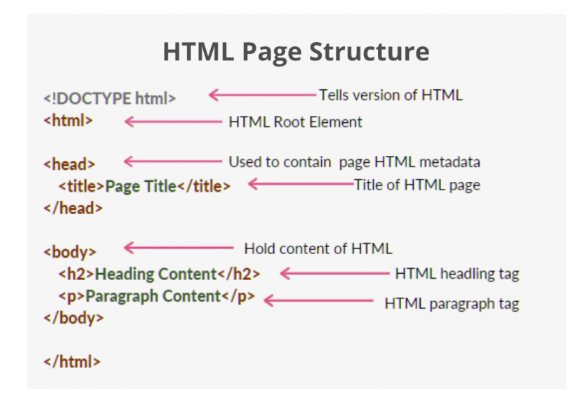 HTML Page Structure
<!DOCTYPE html> Tells version of HTML
<html> HTML Root Element
<head> Used to contain page HTML metadata
<title>Page Title</title> Title of HTML page
</head>
<body> Hold content of HTML
<h2>Heading Content</h2> HTML headling tag
<p>Paragraph Content</p> HTML paragraph tag
</body>
</html>